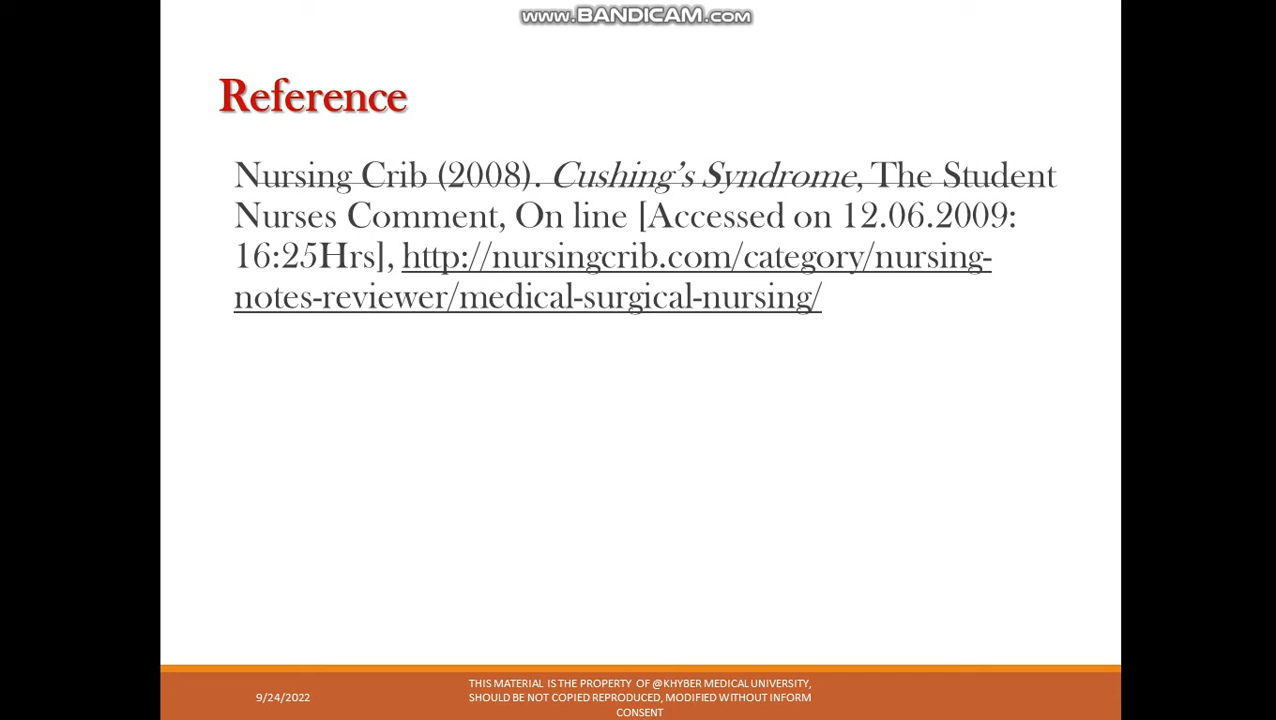 www.BANDICAM.com
Reference
Nursing Crib (2008). Cushing’s Syndrome, The Student
Nurses Comment, On line [Accessed on 12.06.2009:
16:25Hrs], http://nursingcrib.com/category/nursing-
notes-reviewer/medical-surgical-nursing/
9/24/2022
THIS MATERIAL IS THE PROPERTY OF @KHYBER MEDICAL UNIVERSITY,
SHOULD BE NOT COPIED REPRODUCED, MODIFIED WITHOUT INFORM
CONSENT